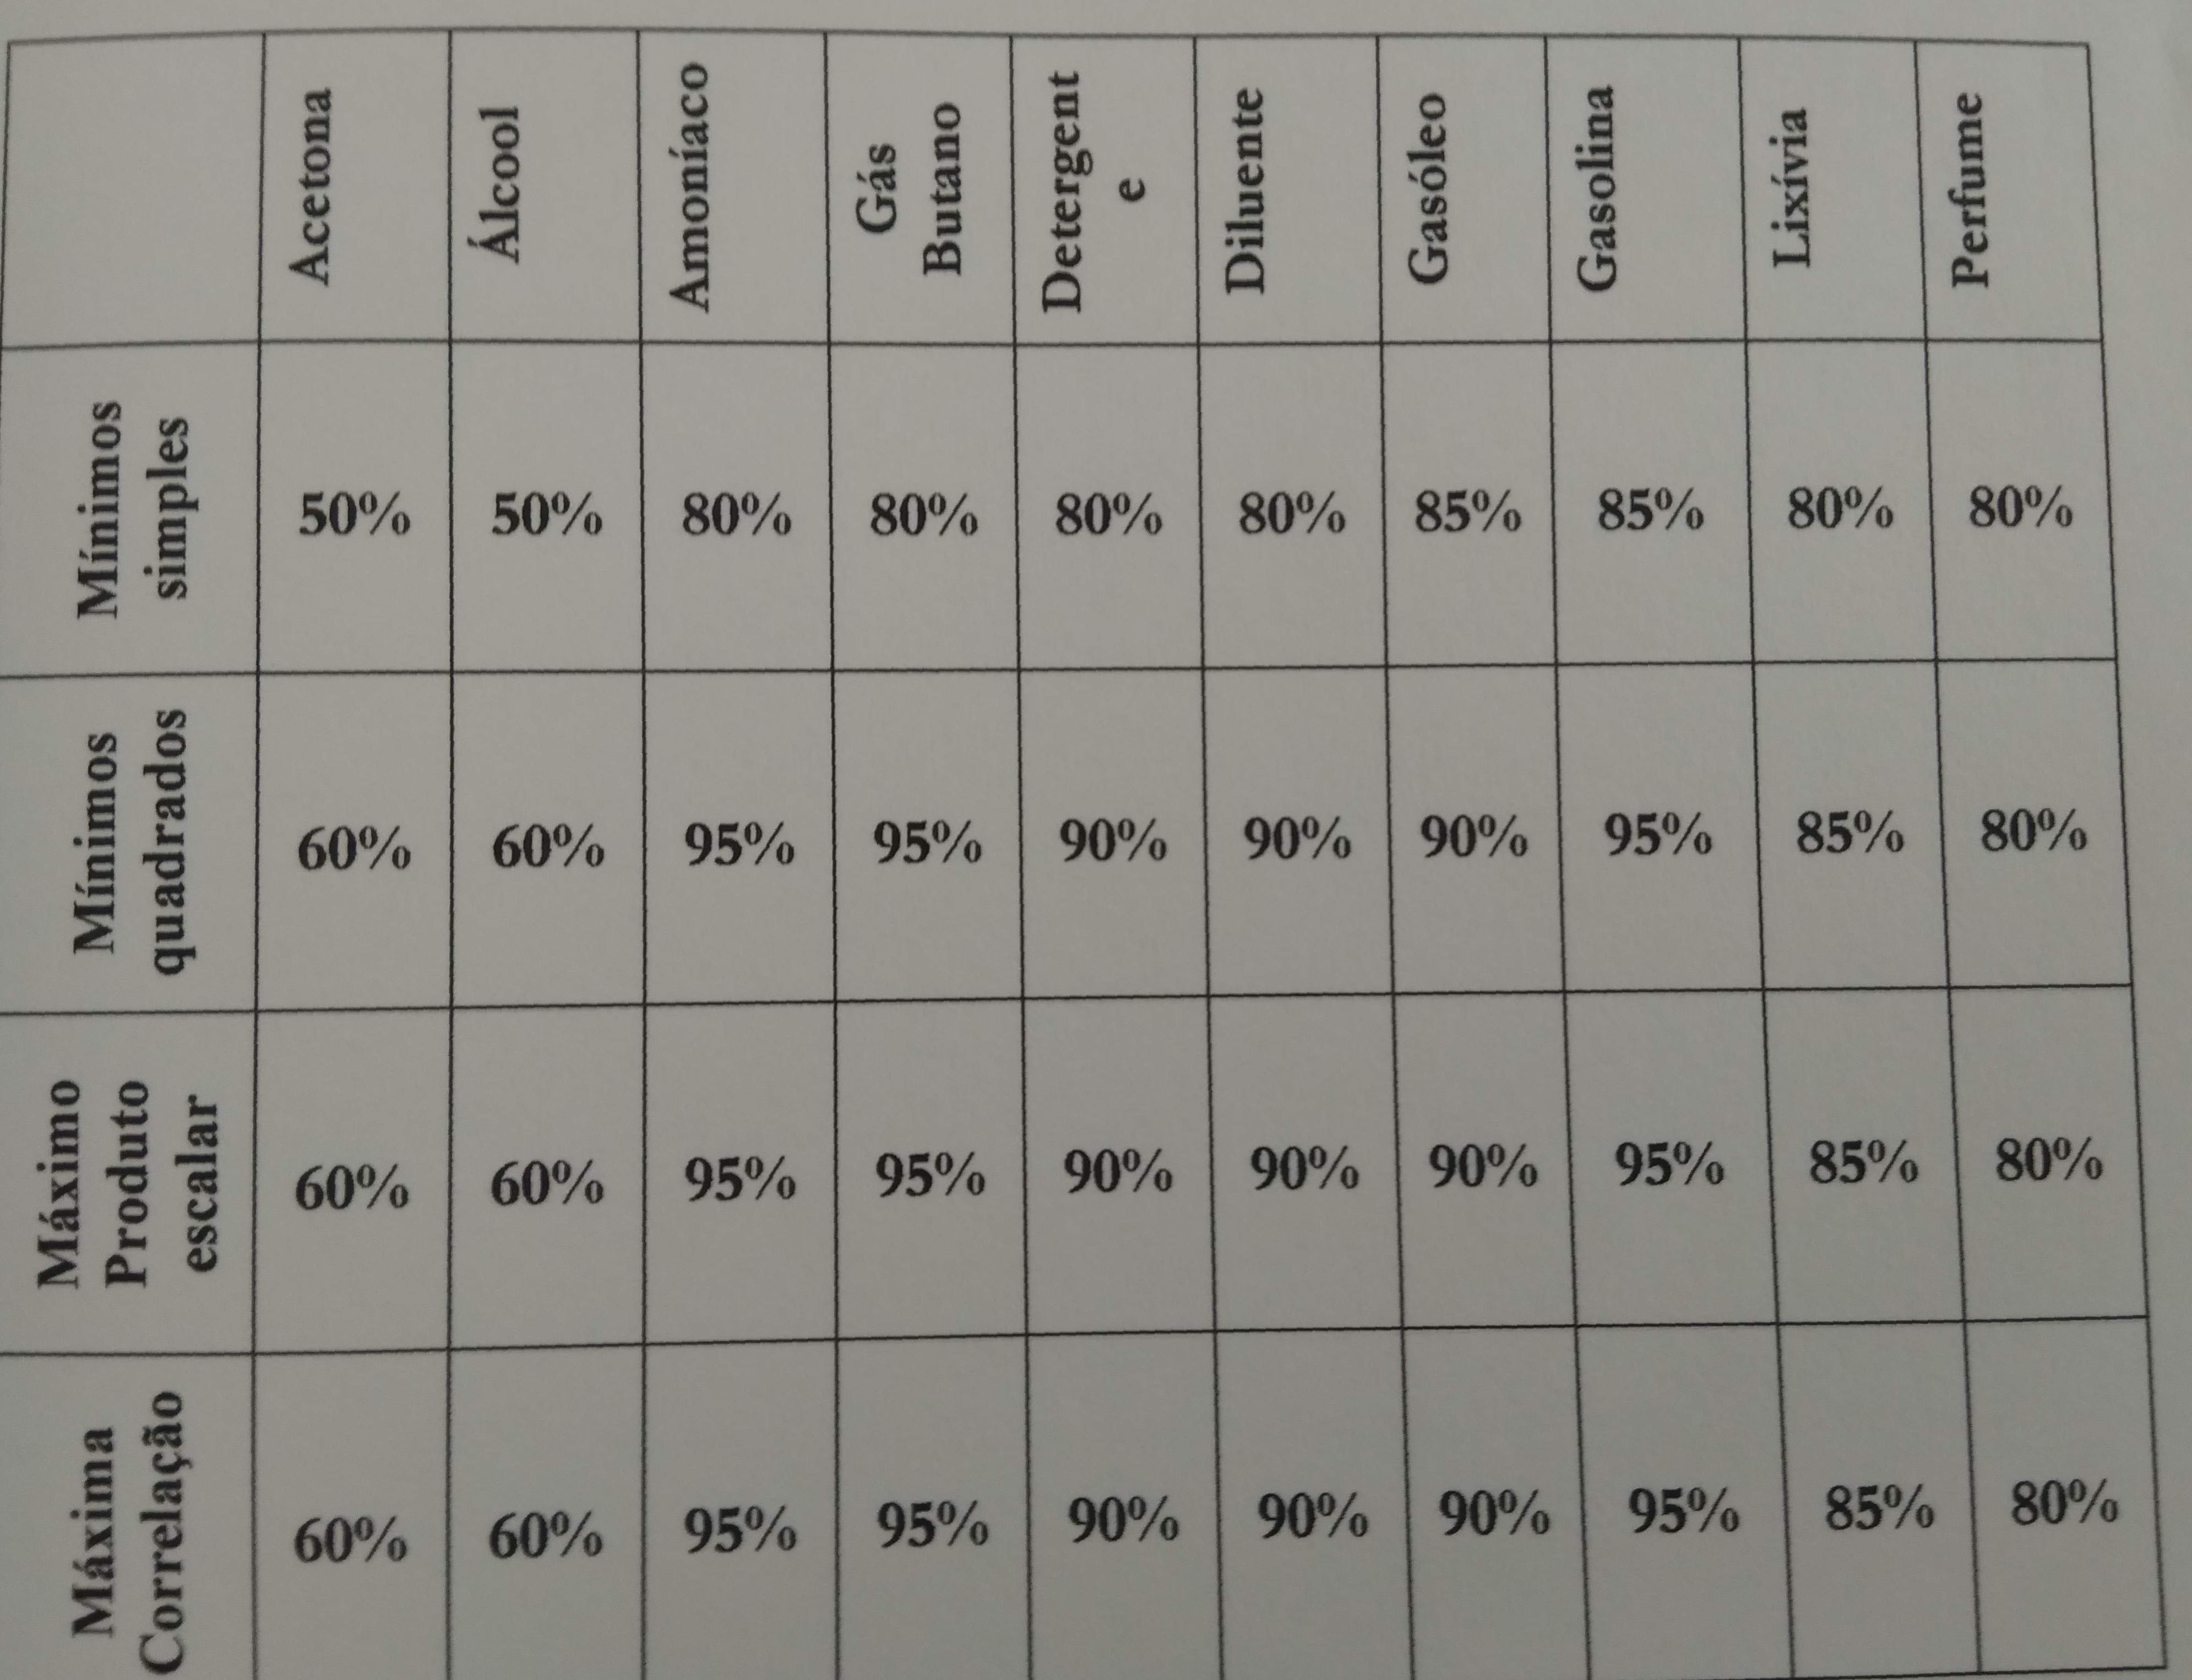 Acetona
Álcool
Amoníaco
Gás
Butano
Detergent
e
Diluente
Gasóleo
Gasolina
Lixívia
Perfume
Mínimos
simples
50% 50% 80% 80% 80% 80% 85% 85% 80% 80%
Mínimos
quadrados
60% 60% 95% 95% 90% 90% 90% 95% 85% 80%
Máximo
Produto
escalar
60% 60% 95% 95% 90% 90% 90% 95% 85% 80%
Máxima
Correlação
60% 60% 95% 95% 90% 90% 90% 95% 85% 80%